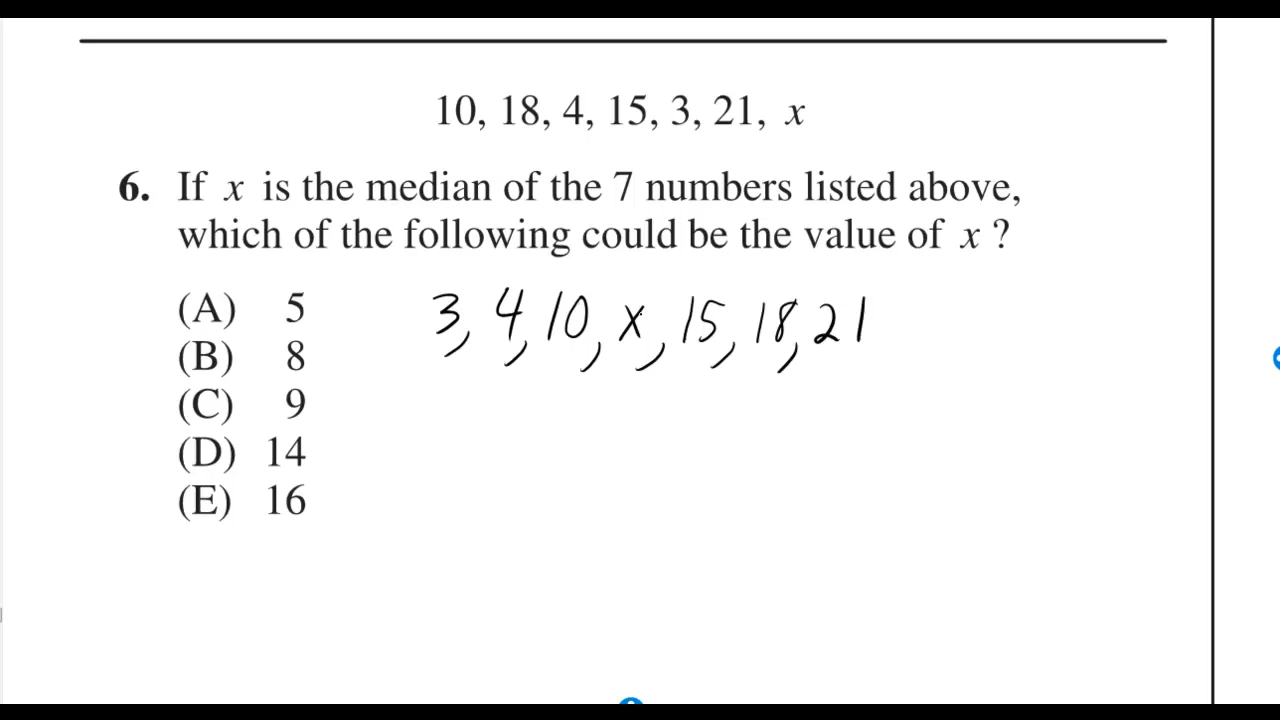 10, 18, 4, 15, 3, 21, x
6. If x is the median of the 7 numbers listed above,
which of the following could be the value of x ?
(A) 5
(B) 8
(C) 9
(D) 14
(E) 16
3, 4, 10, x, 15, 18, 21